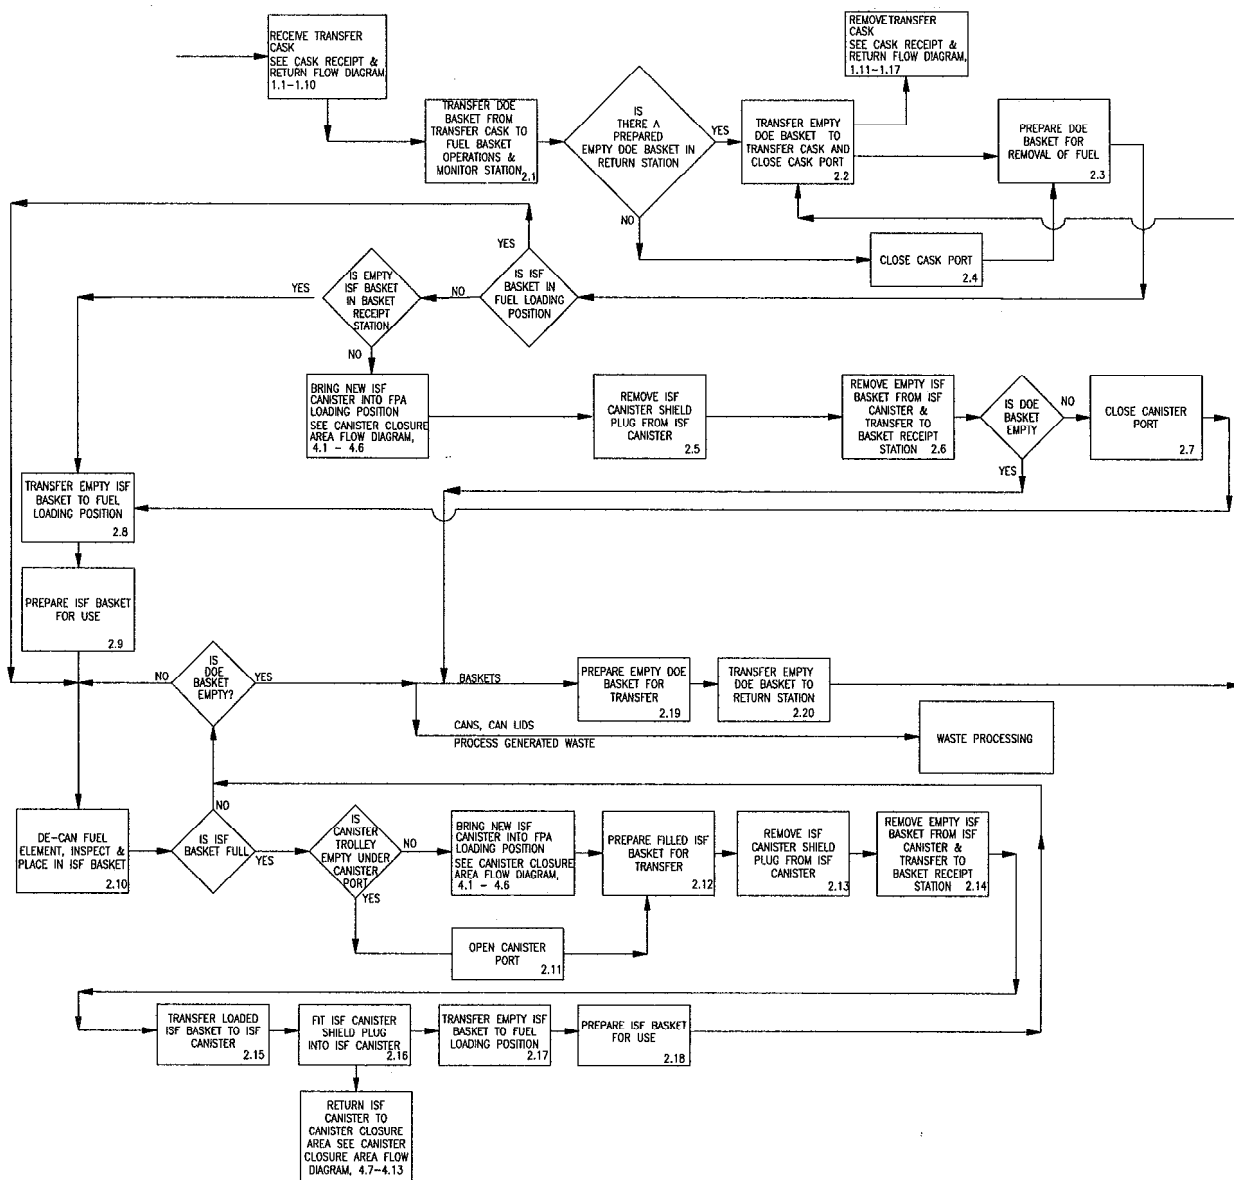 RECEIVE TRANSFER
CASK
SEE CASK RECEIPT &
RETURN FLOW DIAGRAM,
1.1-1.10
REMOVE TRANSFER
CASK
SEE CASK RECEIPT &
RETURN FLOW DIAGRAM,
1.11-1.17
TRANSFER DOE
BASKET FROM
TRANSFER CASK TO
FUEL BASKET
OPERATIONS &
MONITOR STATION
2.1
IS
THERE A
PREPARED
EMPTY DOE BASKET IN
RETURN STATION
YES
NO
TRANSFER EMPTY
DOE BASKET TO
TRANSFER CASK AND
CLOSE CASK PORT
2.2
PREPARE DOE
BASKET FOR
REMOVAL OF FUEL
2.3
CLOSE CASK PORT
2.4
YES
IS ISF
BASKET IN
FUEL LOADING
POSITION
NO
IS EMPTY
ISF BASKET
IN BASKET
RECEIPT
STATION
YES
NO
BRING NEW ISF
CANISTER INTO FPA
LOADING POSITION
SEE CANISTER CLOSURE
AREA FLOW DIAGRAM,
4.1 - 4.6
REMOVE ISF
CANISTER SHIELD
PLUG FROM ISF
CANISTER
2.5
REMOVE EMPTY ISF
BASKET FROM ISF
CANISTER &
TRANSFER TO
BASKET RECEIPT
STATION
2.6
IS DOE
BASKET
EMPTY
NO
YES
CLOSE CANISTER
PORT
2.7
TRANSFER EMPTY ISF
BASKET TO FUEL
LOADING POSITION
2.8
PREPARE ISF BASKET
FOR USE
2.9
NO
IS
DOE
BASKET
EMPTY?
YES
BASKETS
PREPARE EMPTY DOE
BASKET FOR
TRANSFER
2.19
TRANSFER EMPTY
DOE BASKET TO
RETURN STATION
2.20
CANS, CAN LIDS
PROCESS GENERATED WASTE
WASTE PROCESSING
DE-CAN FUEL
ELEMENT, INSPECT &
PLACE IN ISF BASKET
2.10
NO
IS ISF
BASKET FULL
YES
IS
CANISTER
TROLLEY
EMPTY UNDER
CANISTER
PORT
NO
YES
BRING NEW ISF
CANISTER INTO FPA
LOADING POSITION
SEE CANISTER CLOSURE
AREA FLOW DIAGRAM,
4.1 - 4.6
PREPARE FILLED ISF
BASKET FOR
TRANSFER
2.12
REMOVE ISF
CANISTER SHIELD
PLUG FROM ISF
CANISTER
2.13
REMOVE EMPTY ISF
BASKET FROM ISF
CANISTER &
TRANSFER TO
BASKET RECEIPT
STATION
2.14
OPEN CANISTER
PORT
2.11
TRANSFER LOADED
ISF BASKET TO ISF
CANISTER
2.15
FIT ISF CANISTER
SHIELD PLUG
INTO ISF CANISTER
2.16
TRANSFER EMPTY ISF
BASKET TO FUEL
LOADING POSITION
2.17
PREPARE ISF BASKET
FOR USE
2.18
RETURN ISF
CANISTER TO
CANISTER CLOSURE
AREA SEE CANISTER
CLOSURE AREA FLOW
DIAGRAM, 4.7-4.13